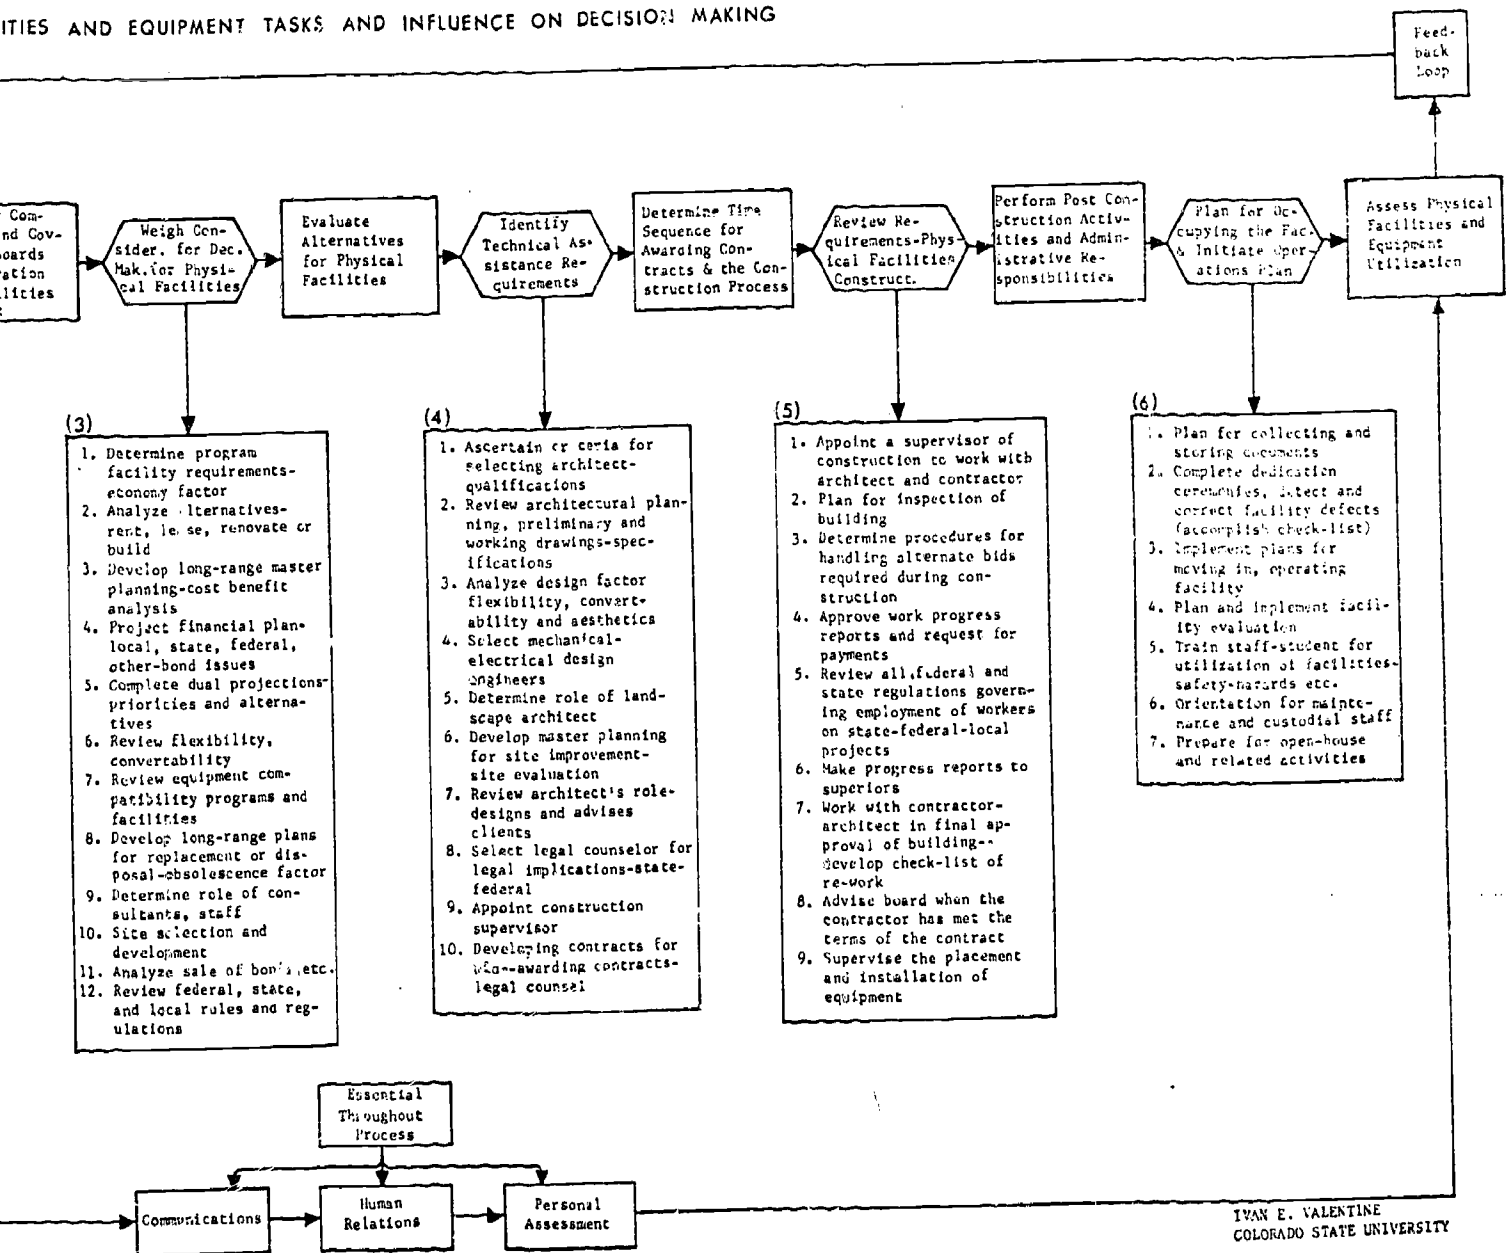 ITIES AND EQUIPMENT TASKS AND INFLUENCE ON DECISION MAKING
Feed-
back
Loop
Com-
nd Gov-
oards
ration
lities
Weigh Con-
sider. for Dec.
Mak.for Physi-
cal Facilities
Evaluate
Alternatives
for Physical
Facilities
Identify
Technical As-
sistance Re-
quirements
Determine Time
Sequence for
Awarding Con-
tracts & the Con-
struction Process
Review Re-
quirements-Phys-
ical Facilities
Construct.
Perform Post Con-
struction Activ-
ities and Admin-
istrative Re-
sponsibilities
Plan for Oc-
cupying the Fac.
& Initiate Oper-
ations Plan
Assess Physical
Facilities and
Equipment
Utilization
(3)
1. Determine program
facility requirements-
economy factor
2. Analyze lternatives-
rent, le se, renovate or
build
3. Develop long-range master
planning-cost benefit
analysis
4. Project financial plan-
local, state, federal,
other-bond issues
5. Complete dual projections-
priorities and alterna-
tives
6. Review flexibility,
convertability
7. Review equipment com-
patibility programs and
facilities
8. Develop long-range plans
for replacement or dis-
posal-obsolescence factor
9. Determine role of con-
sultants, staff
10. Site selection and
development
11. Analyze sale of bonds, etc.
12. Review federal, state,
and local rules and reg-
ulations
(4)
1. Ascertain cr teria for
selecting architect-
qualifications
2. Review architectural plan-
ning, preliminary and
working drawings-spec-
ifications
3. Analyze design factor
flexibility, convert-
ability and aesthetics
4. Select mechanical-
electrical design
engineers
5. Determine role of land-
scape architect
6. Develop master planning
for site improvement-
site evaluation
7. Review architect's role-
designs and advises
clients
8. Select legal counselor for
legal implications-state-
federal
9. Appoint construction
supervisor
10. Developing contracts for
awarding contracts-
legal counsel
(5)
1. Appoint a supervisor of
construction to work with
architect and contractor
2. Plan for inspection of
building
3. Determine procedures for
handling alternate bids
required during con-
struction
4. Approve work progress
reports and request for
payments
5. Review all federal and
state regulations govern-
ing employment of workers
on state-federal-local
projects
6. Make progress reports to
superiors
7. Work with contractor-
architect in final ap-
proval of building--
develop check-list of
re-work
8. Advise board when the
contractor has met the
terms of the contract
9. Supervise the placement
and installation of
equipment
(6)
1. Plan for collecting and
storing documents
2. Complete dedication
ceremonies, detect and
correct facility defects
(accomplish check-list)
3. Implement plans for
moving in, operating
facility
4. Plan and implement facil-
ity evaluation
5. Train staff-student for
utilization of facilities-
safety-hazards etc.
6. Orientation for mainte-
nance and custodial staff
7. Prepare for open-house
and related activities
Essential
Throughout
Process
Communications
Human
Relations
Personal
Assessment
IVAN E. VALENTINE
COLORADO STATE UNIVERSITY